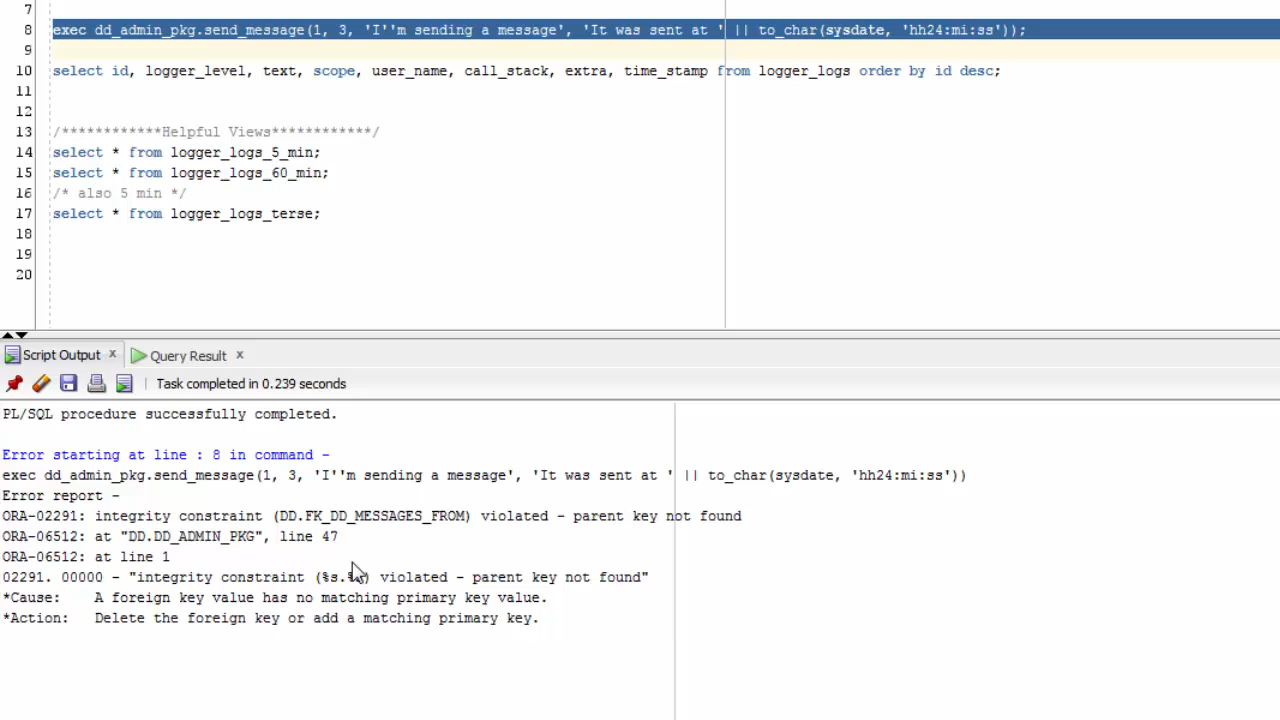 7
8 exec dd_admin_pkg.send_message(1, 3, 'I''m sending a message', 'It was sent at ' || to_char(sysdate, 'hh24:mi:ss'));
9
10 select id, logger_level, text, scope, user_name, call_stack, extra, time_stamp from logger_logs order by id desc;
11
12
13 /************Helpful Views************/
14 select * from logger_logs_5_min;
15 select * from logger_logs_60_min;
16 /* also 5 min */
17 select * from logger_logs_terse;
18
19
20
Script Output x Query Result x
Task completed in 0.239 seconds
PL/SQL procedure successfully completed.
Error starting at line : 8 in command -
exec dd_admin_pkg.send_message(1, 3, 'I''m sending a message', 'It was sent at ' || to_char(sysdate, 'hh24:mi:ss'))
Error report -
ORA-02291: integrity constraint (DD.FK_DD_MESSAGES_FROM) violated - parent key not found
ORA-06512: at "DD.DD_ADMIN_PKG", line 47
ORA-06512: at line 1
02291. 00000 - "integrity constraint (%s.%s) violated - parent key not found"
*Cause: A foreign key value has no matching primary key value.
*Action: Delete the foreign key or add a matching primary key.